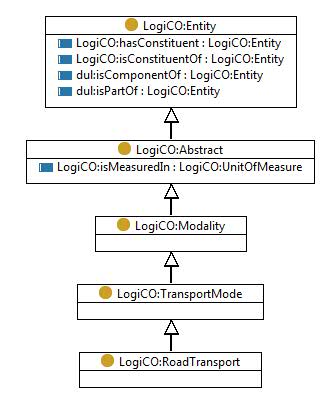 LogiCO:Entity
LogiCO:hasConstituent : LogiCO:Entity
LogiCO:isConstituentOf : LogiCO:Entity
dul:isComponentOf : LogiCO:Entity
dul:isPartOf : LogiCO:Entity
LogiCO:Abstract
LogiCO:isMeasuredIn : LogiCO:UnitOfMeasure
LogiCO:Modality
LogiCO:TransportMode
LogiCO:RoadTransport